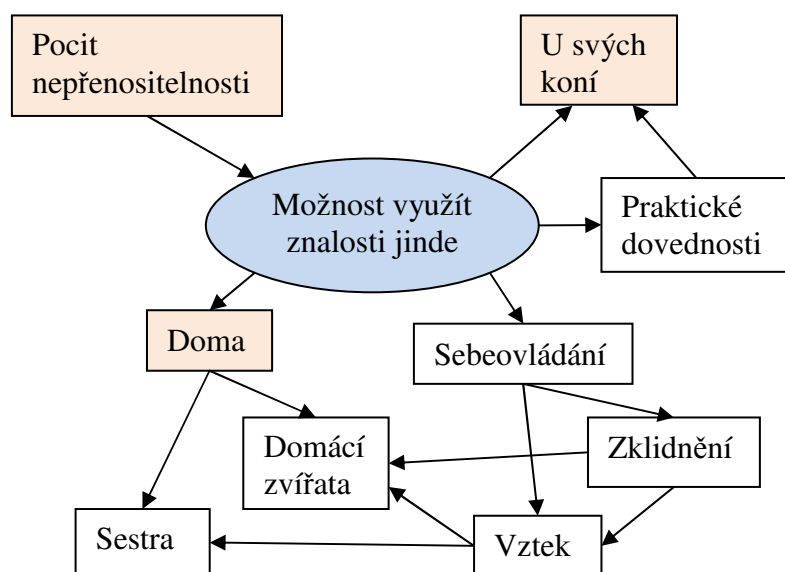 Pocit
nepřenositelnosti
U svých
koní
Možnost využít
znalosti jinde
Praktické
dovednosti
Doma
Sebeovládání
Domácí
zvířata
Zklidnění
Sestra
Vztek